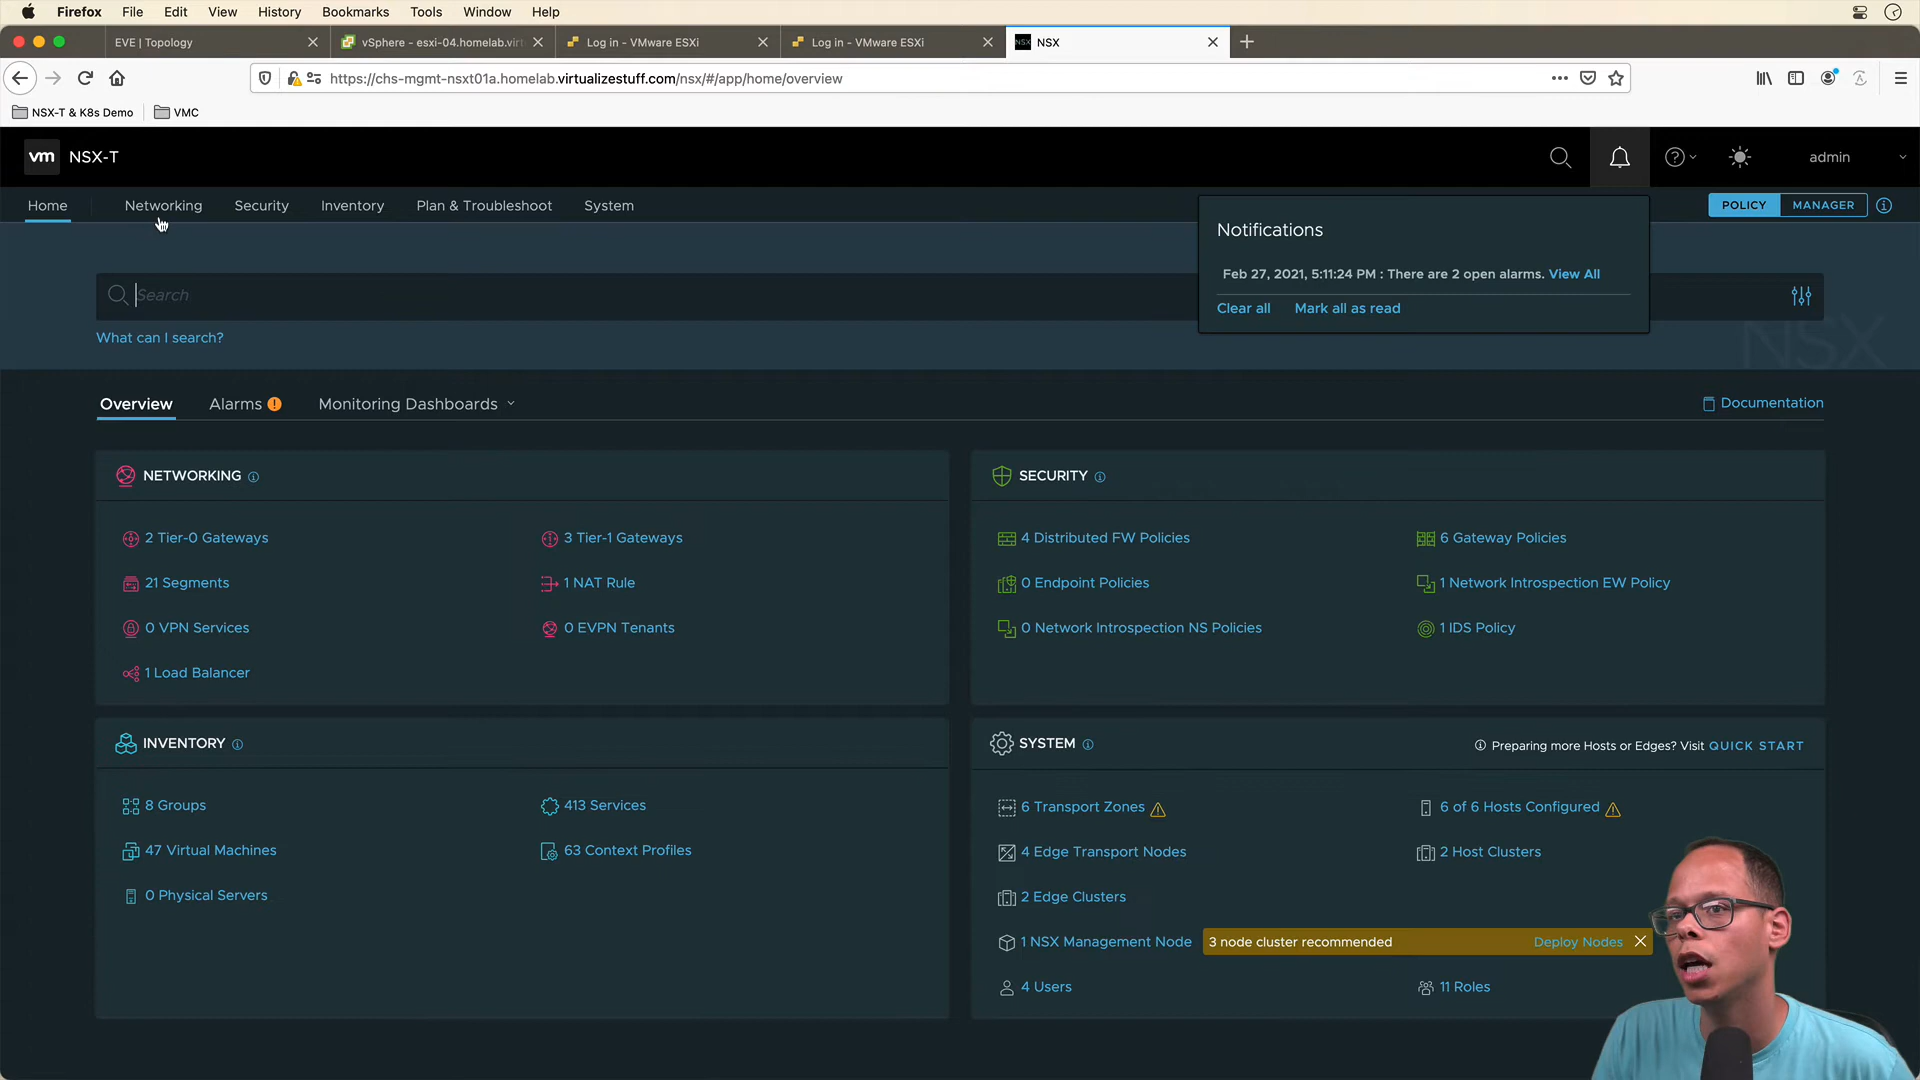 Firefox File Edit View History Bookmarks Tools Window Help
EVE | Topology
vSphere - esxi-04.homelab.virt
Log in - VMware ESXi
Log in - VMware ESXi
NSX
https://chs-mgmt-nsxt01a.homelab.virtualizestuff.com/nsx/#/app/home/overview
NSX-T & K8s Demo
VMC
vm NSX-T
admin
Home Networking Security Inventory Plan & Troubleshoot System
POLICY MANAGER
Notifications
Feb 27, 2021, 5:11:24 PM : There are 2 open alarms. View All
Clear all Mark all as read
Search
What can I search?
NSX
Overview Alarms Monitoring Dashboards
Documentation
NETWORKING
2 Tier-0 Gateways
3 Tier-1 Gateways
21 Segments
1 NAT Rule
0 VPN Services
0 EVPN Tenants
1 Load Balancer
SECURITY
4 Distributed FW Policies
6 Gateway Policies
0 Endpoint Policies
1 Network Introspection EW Policy
0 Network Introspection NS Policies
1 IDS Policy
INVENTORY
8 Groups
413 Services
47 Virtual Machines
63 Context Profiles
0 Physical Servers
SYSTEM
Preparing more Hosts or Edges? Visit QUICK START
6 Transport Zones
6 of 6 Hosts Configured
4 Edge Transport Nodes
2 Host Clusters
2 Edge Clusters
1 NSX Management Node
3 node cluster recommended Deploy Nodes
4 Users
11 Roles